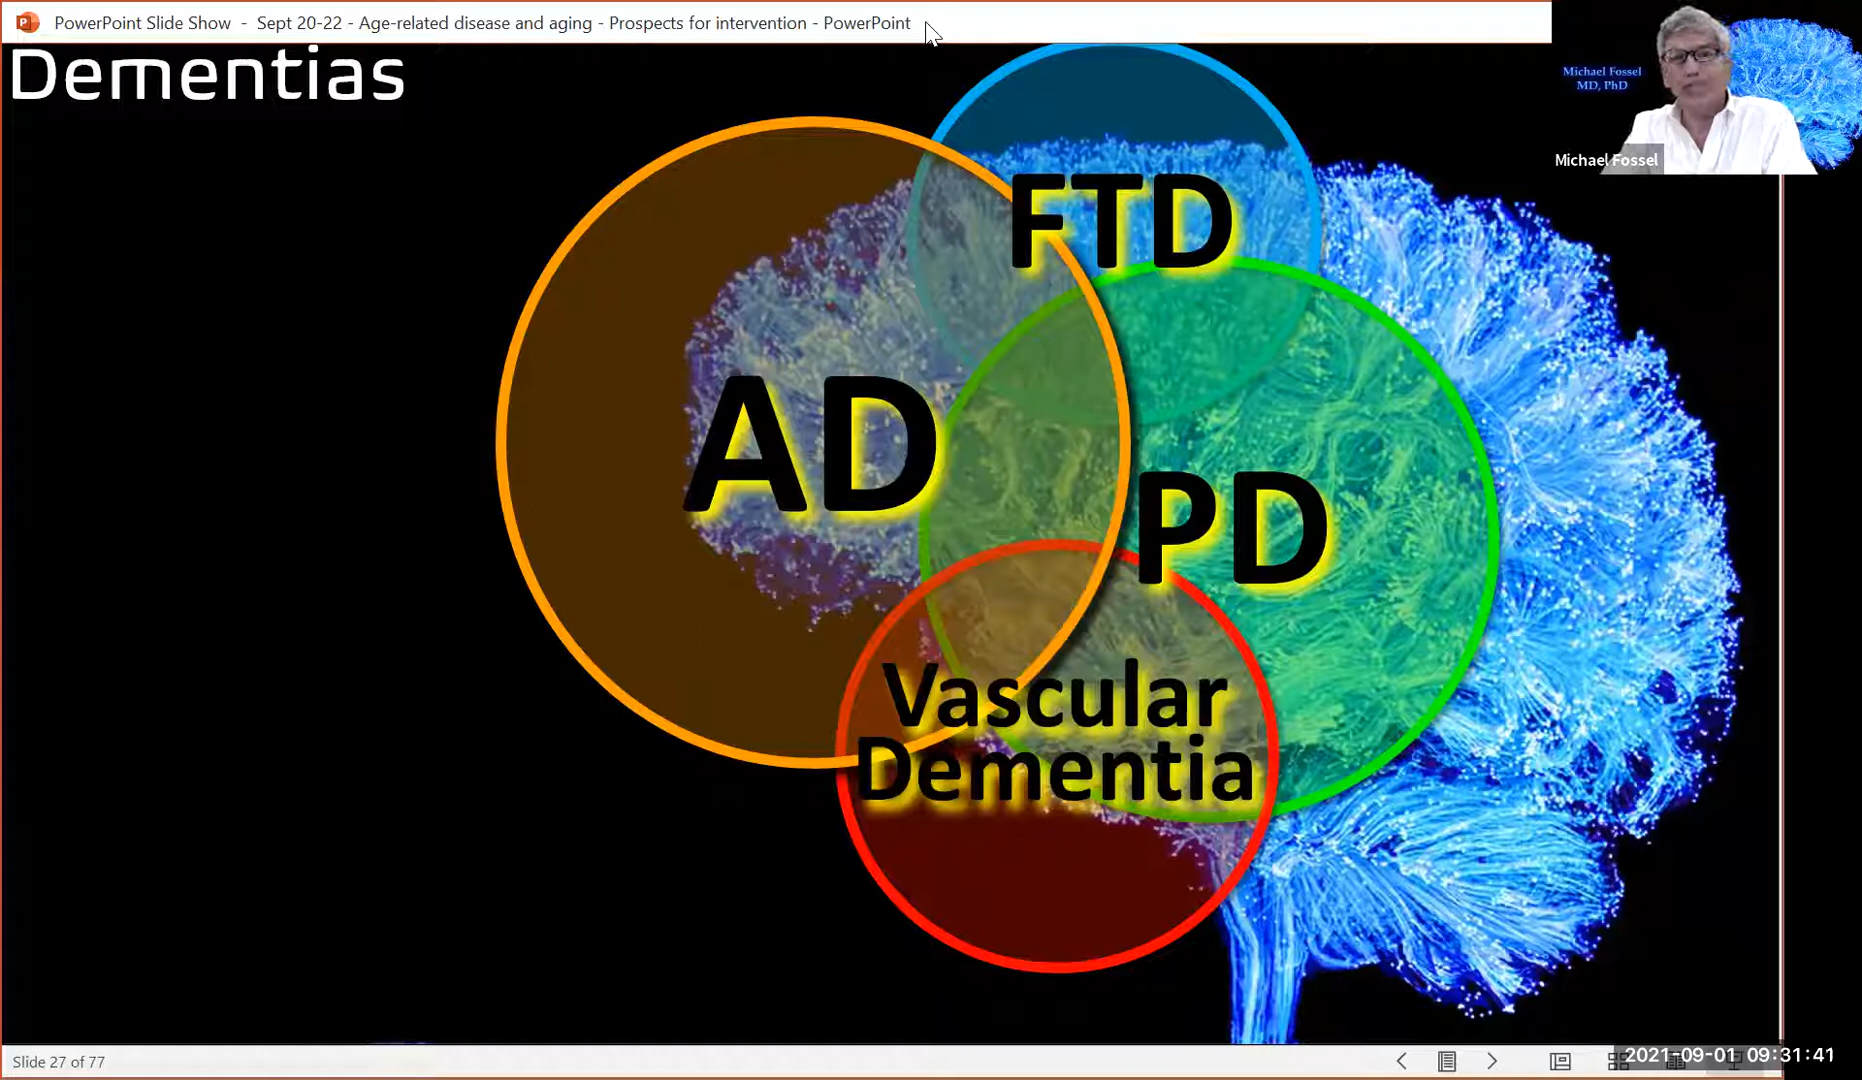 PowerPoint Slide Show - Sept 20-22 - Age-related disease and aging - Prospects for intervention - PowerPoint
Dementias
Michael Fossel
MD, PhD
Michael Fossel
FTD
AD
PD
Vascular
Dementia
Slide 27 of 77
2021-09-01 09:31:41